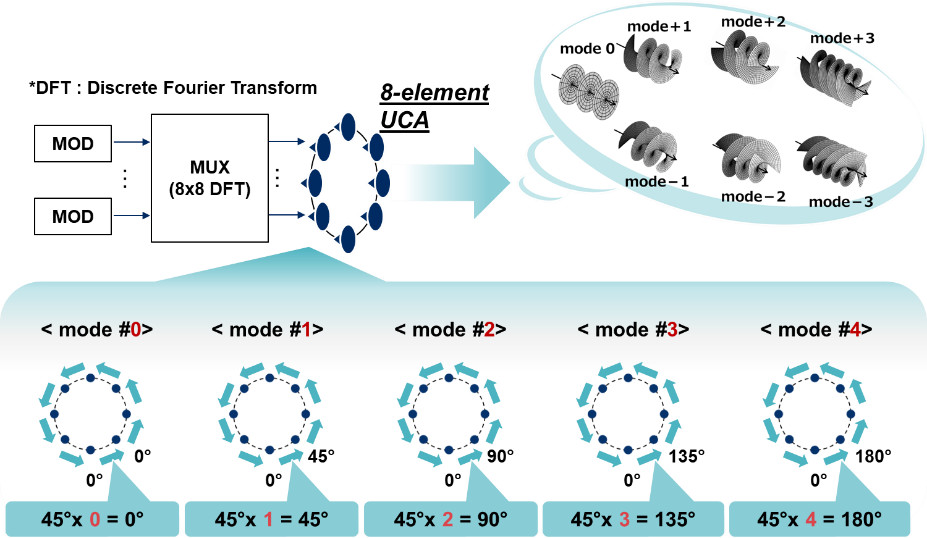 *DFT : Discrete Fourier Transform
MOD
⋮
MOD
MUX
(8x8 DFT)
⋮
8-element
UCA
mode 0
mode+1
mode+2
mode+3
mode−1
mode−2
mode−3
< mode #0>
0°
0°
45°x 0 = 0°
< mode #1>
45°
0°
45°x 1 = 45°
< mode #2>
90°
0°
45°x 2 = 90°
< mode #3>
135°
0°
45°x 3 = 135°
< mode #4>
180°
0°
45°x 4 = 180°